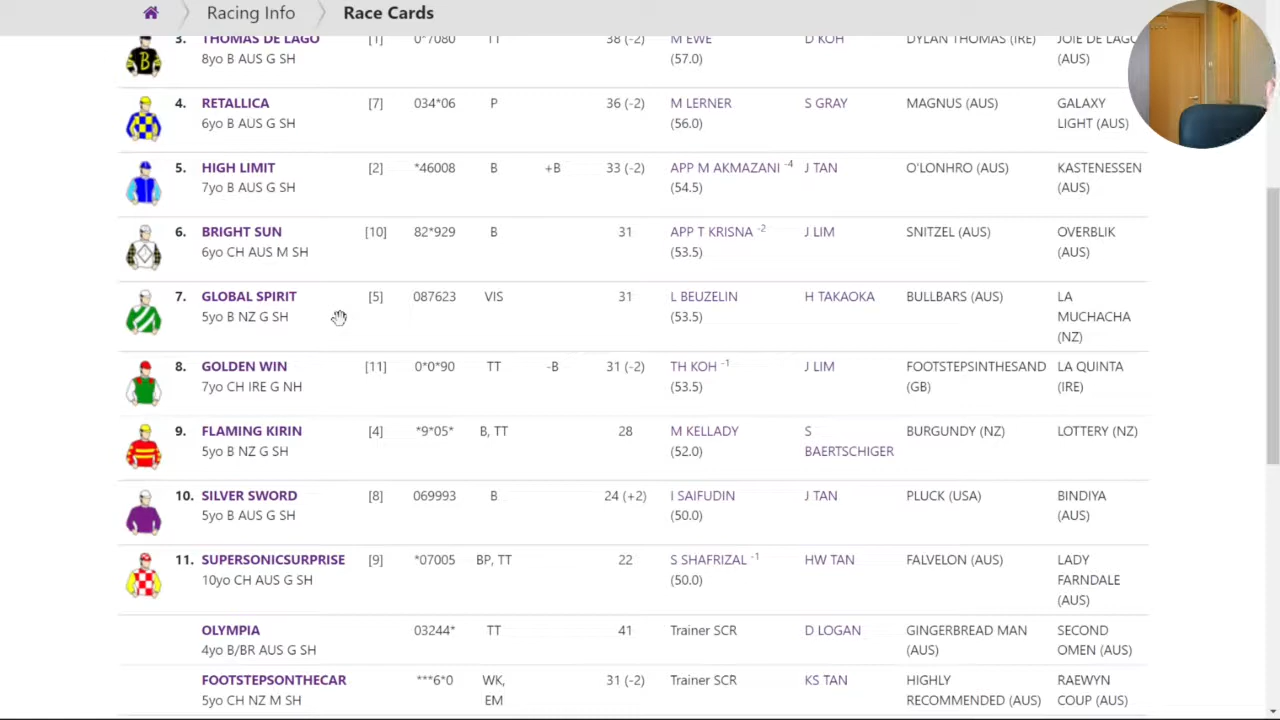 Racing Info
Race Cards
3. THOMAS DE LAGO [1] 0*7080 TT 38 (-2) M EWE D KOH DYLAN THOMAS (IRE) JOIE DE LAGO
8yo B AUS G SH (57.0) (AUS)
4. RETALLICA [7] 034*06 P 36 (-2) M LERNER S GRAY MAGNUS (AUS) GALAXY
6yo B AUS G SH (56.0) LIGHT (AUS)
5. HIGH LIMIT [2] *46008 B +B 33 (-2) APP M AKMAZANI -4 J TAN O'LONHRO (AUS) KASTENESSEN
7yo B AUS G SH (54.5) (AUS)
6. BRIGHT SUN [10] 82*929 B 31 APP T KRISNA -2 J LIM SNITZEL (AUS) OVERBLIK
6yo CH AUS M SH (53.5) (AUS)
7. GLOBAL SPIRIT [5] 087623 VIS 31 L BEUZELIN H TAKAOKA BULLBARS (AUS) LA
5yo B NZ G SH (53.5) MUCHACHA
(NZ)
8. GOLDEN WIN [11] 0*0*90 TT -B 31 (-2) TH KOH -1 J LIM FOOTSTEPSINTHESAND LA QUINTA
7yo CH IRE G NH (53.5) (GB) (IRE)
9. FLAMING KIRIN [4] *9*05* B, TT 28 M KELLADY S BURGUNDY (NZ) LOTTERY (NZ)
5yo B NZ G SH (52.0) BAERTSCHIGER
10. SILVER SWORD [8] 069993 B 24 (+2) I SAIFUDIN J TAN PLUCK (USA) BINDIYA
5yo B AUS G SH (50.0) (AUS)
11. SUPERSONICSURPRISE [9] *07005 BP, TT 22 S SHAFRIZAL -1 HW TAN FALVELON (AUS) LADY
10yo CH AUS G SH (50.0) FARNDALE
(AUS)
OLYMPIA 03244* TT 41 Trainer SCR D LOGAN GINGERBREAD MAN SECOND
4yo B/BR AUS G SH (AUS) OMEN (AUS)
FOOTSTEPSONTHECAR ***6*0 WK, 31 (-2) Trainer SCR KS TAN HIGHLY RAEWYN
5yo CH NZ M SH EM RECOMMENDED (AUS) COUP (AUS)